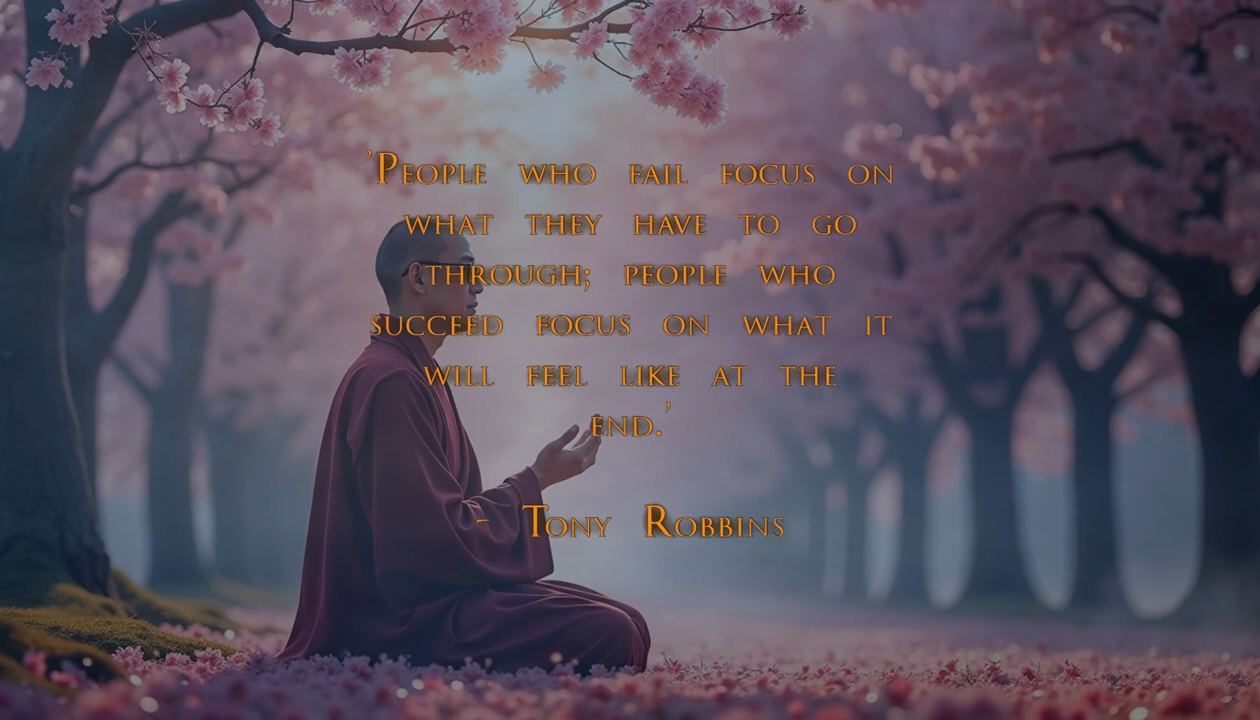 'People who fail focus on
what they have to go
through; people who
succeed focus on what it
will feel like at the
end.'
- Tony Robbins